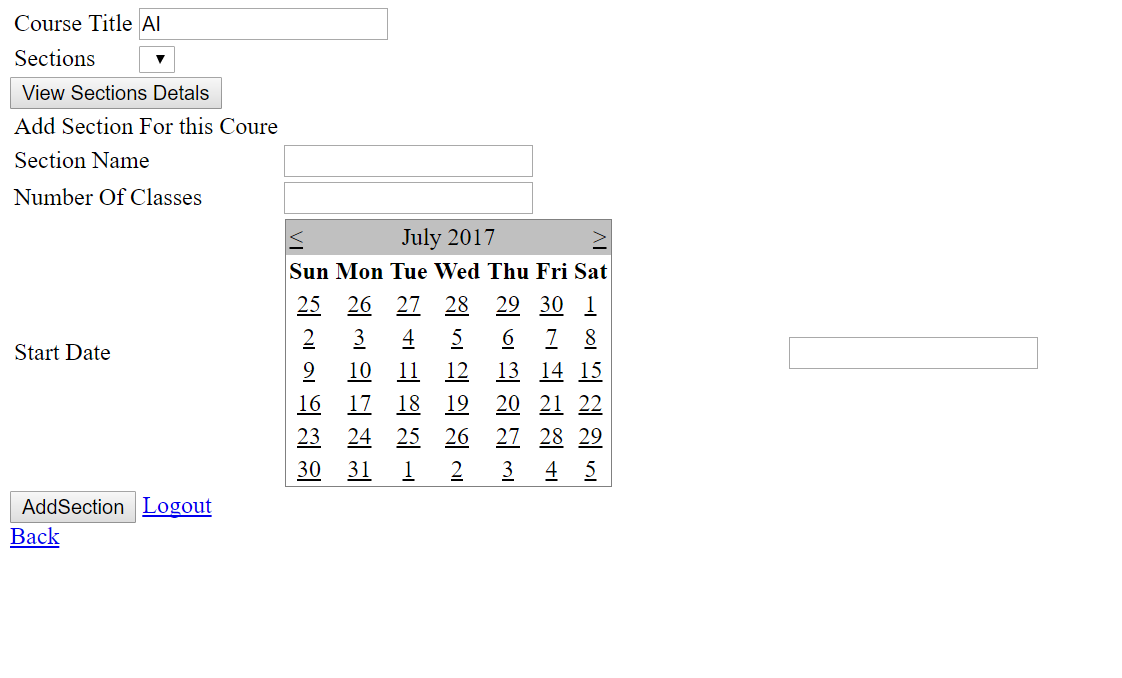 Course Title AI
Sections ▼
View Sections Detals
Add Section For this Coure
Section Name
Number Of Classes
< July 2017 >
Sun Mon Tue Wed Thu Fri Sat
25 26 27 28 29 30 1
2 3 4 5 6 7 8
Start Date
9 10 11 12 13 14 15
16 17 18 19 20 21 22
23 24 25 26 27 28 29
30 31 1 2 3 4 5
AddSection Logout
Back